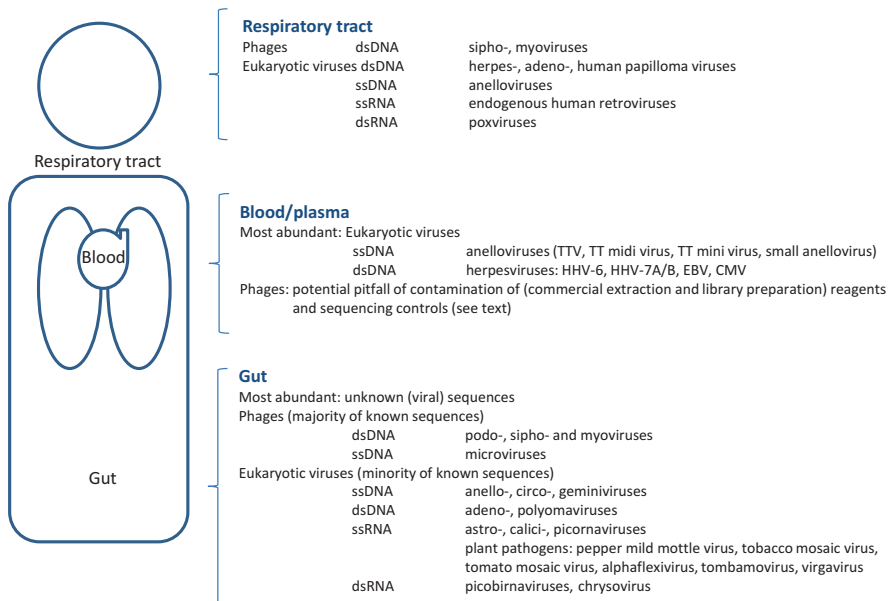 Respiratory tract
Phages dsDNA sipho-, myoviruses
Eukaryotic viruses dsDNA herpes-, adeno-, human papilloma viruses
ssDNA anelloviruses
ssRNA endogenous human retroviruses
dsRNA poxviruses
Respiratory tract
Blood/plasma
Most abundant: Eukaryotic viruses
ssDNA anelloviruses (TTV, TT midi virus, TT mini virus, small anellovirus)
Blood
dsDNA herpesviruses: HHV-6, HHV-7A/B, EBV, CMV
Phages: potential pitfall of contamination of (commercial extraction and library preparation) reagents
and sequencing controls (see text)
Gut
Most abundant: unknown (viral) sequences
Phages (majority of known sequences)
dsDNA podo-, sipho- and myoviruses
ssDNA microviruses
Eukaryotic viruses (minority of known sequences)
Gut
ssDNA anello-, circo-, geminiviruses
dsDNA adeno-, polyomaviruses
ssRNA astro-, calici-, picornaviruses
plant pathogens: pepper mild mottle virus, tobacco mosaic virus,
tomato mosaic virus, alphaflexivirus, tombamovirus, virgavirus
dsRNA picobirnaviruses, chrysovirus